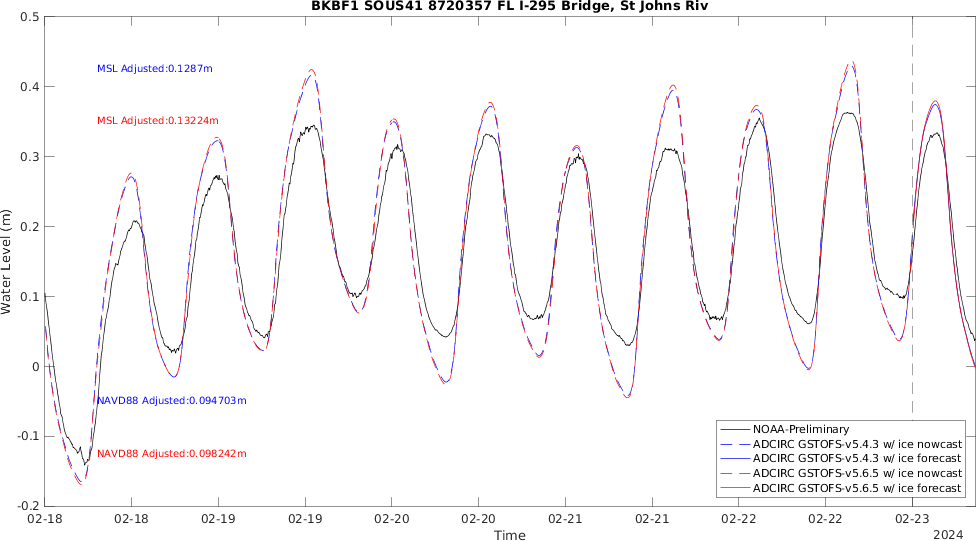 BKBF1 SOUS41 8720357 FL I-295 Bridge, St Johns Riv
0.5
0.4
0.3
0.2
0.1
0
-0.1
-0.2
Water Level (m)
MSL Adjusted:0.1287m
MSL Adjusted:0.13224m
NAVD88 Adjusted:0.094703m
NAVD88 Adjusted:0.098242m
NOAA-Preliminary
ADCIRC GSTOFS-v5.4.3 w/ ice nowcast
ADCIRC GSTOFS-v5.4.3 w/ ice forecast
ADCIRC GSTOFS-v5.6.5 w/ ice nowcast
ADCIRC GSTOFS-v5.6.5 w/ ice forecast
02-18 02-18 02-19 02-19 02-20 02-20 02-21 02-21 02-22 02-22 02-23
Time
2024